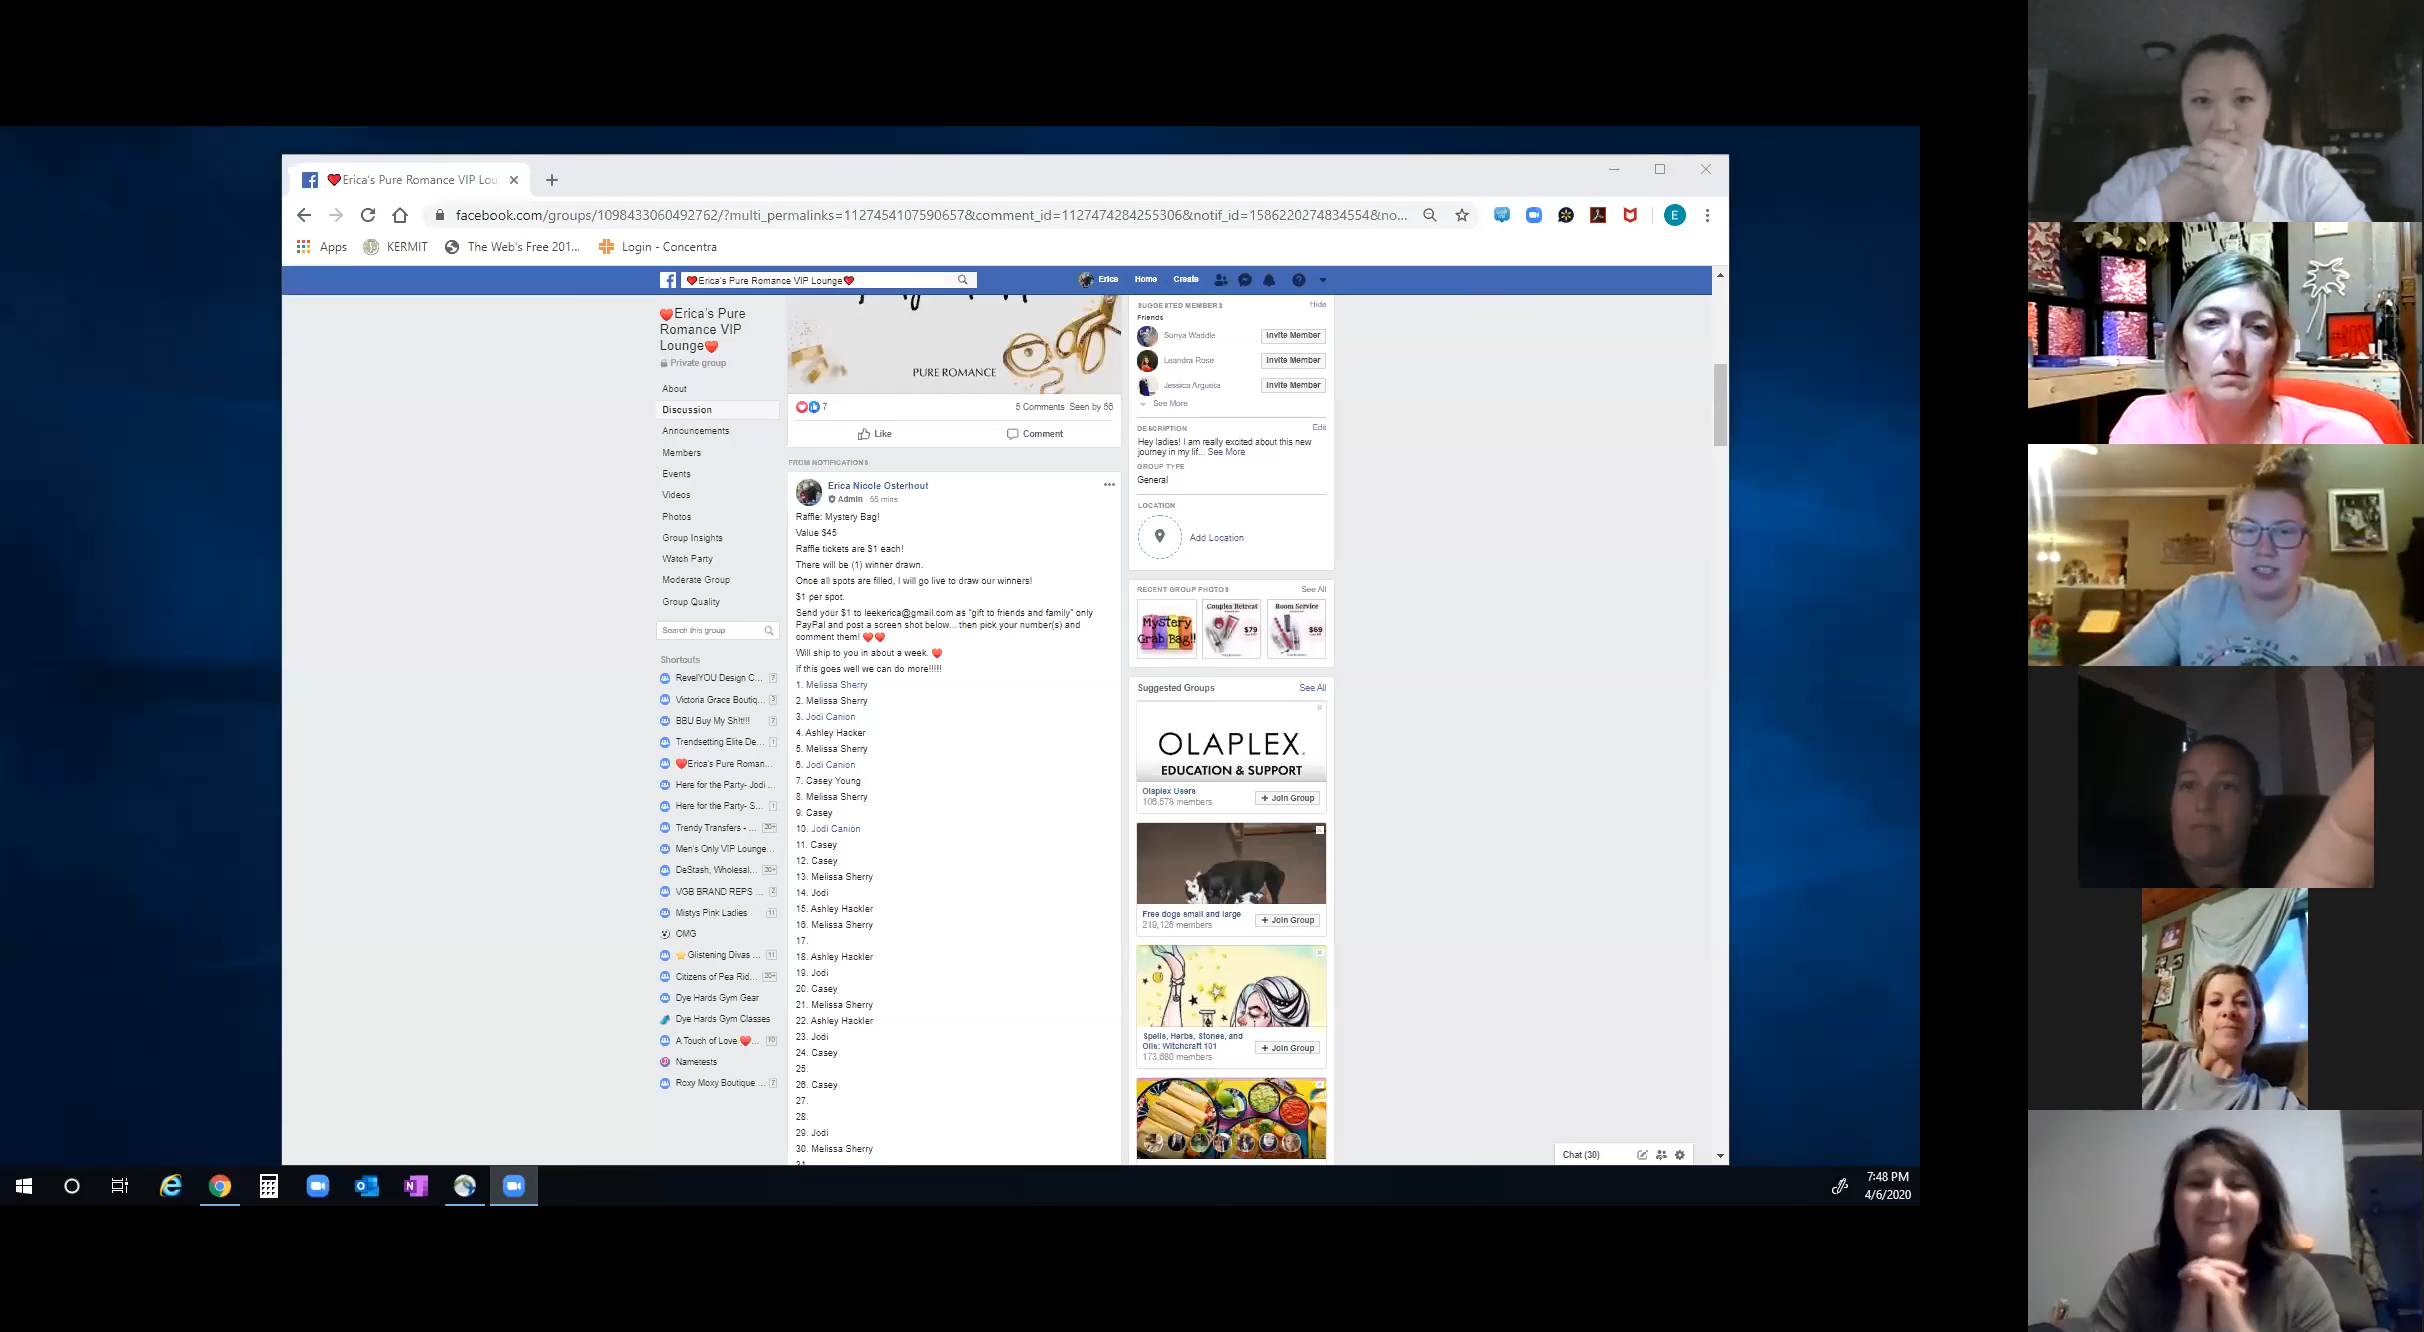 ❤️Erica's Pure Romance VIP Lou
facebook.com/groups/1098433060492762/?multi_permalinks=1127454107590657&comment_id=1127474284255306&notif_id=1586220274834554&no...
E
Apps
KERMIT
The Web's Free 201...
Login - Concentra
❤️Erica's Pure Romance VIP Lounge❤️
Erica
Home
Create
❤️Erica's Pure
Romance VIP
Lounge❤️
Private group
About
Discussion
Announcements
Members
Events
Videos
Photos
Group Insights
Watch Party
Moderate Group
Group Quality
Search this group
Shortcuts
RevelYOU Design C... 7
Victoria Grace Boutiq... 3
BBU Buy My Sh!t!!! 7
Trendsetting Elite De... 1
❤️Erica's Pure Roman...
Here for the Party- Jodi ...
Here for the Party- S... 1
Trendy Transfers - ... 20+
Men's Only VIP Lounge...
DeStash, Wholesal... 20+
VGB BRAND REPS ... 2
Mistys Pink Ladies 11
OMG
⭐Glistening Divas ... 11
Citizens of Pea Rid... 20+
Dye Hards Gym Gear
Dye Hards Gym Classes
A Touch of Love ❤️... 10
Nametests
Roxy Moxy Boutique ... 7
PURE ROMANCE
7
5 Comments Seen by 56
Like
Comment
FROM NOTIFICATIONS
Erica Nicole Osterhout
Admin · 55 mins
Raffle: Mystery Bag!
Value $45
Raffle tickets are $1 each!
There will be (1) winner drawn.
Once all spots are filled, I will go live to draw our winners!
$1 per spot.
Send your $1 to leekerica@gmail.com as "gift to friends and family" only
PayPal and post a screen shot below... then pick your number(s) and
comment them! ❤️❤️
Will ship to you in about a week. ❤️
If this goes well we can do more!!!!!
1. Melissa Sherry
2. Melissa Sherry
3. Jodi Canion
4. Ashley Hacker
5. Melissa Sherry
6. Jodi Canion
7. Casey Young
8. Melissa Sherry
9. Casey
10. Jodi Canion
11. Casey
12. Casey
13. Melissa Sherry
14. Jodi
15. Ashley Hackler
16. Melissa Sherry
17.
18. Ashley Hackler
19. Jodi
20. Casey
21. Melissa Sherry
22. Ashley Hackler
23. Jodi
24. Casey
25.
26. Casey
27.
28.
29. Jodi
30. Melissa Sherry
31.
SUGGESTED MEMBERS
Hide
Friends
Sonya Waddle
Invite Member
Leandra Rose
Invite Member
Jessica Argueta
Invite Member
See More
DESCRIPTION
Edit
Hey ladies! I am really excited about this new
journey in my lif... See More
GROUP TYPE
General
LOCATION
Add Location
RECENT GROUP PHOTOS
See All
Mystery
Grab Bag!!
Couples Retreat
$79
Room Service
$69
Suggested Groups
See All
OLAPLEX.
EDUCATION & SUPPORT
Olaplex Users
106,578 members
+ Join Group
Free dogs small and large
219,126 members
+ Join Group
Spells, Herbs, Stones, and
Oils: Witchcraft 101
173,680 members
+ Join Group
Chat (30)
7:48 PM
4/6/2020